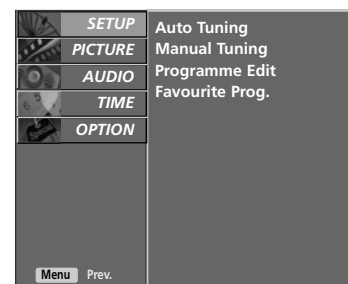 SETUP
PICTURE
AUDIO
TIME
OPTION
Auto Tuning
Manual Tuning
Programme Edit
Favourite Prog.
Menu Prev.